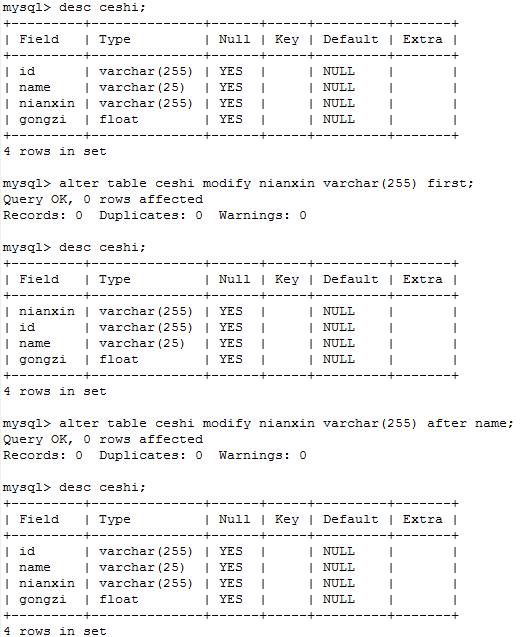 mysql> desc ceshi;
+----------+--------------+------+-----+---------+-------+
| Field    | Type         | Null | Key | Default | Extra |
+----------+--------------+------+-----+---------+-------+
| id       | varchar(255) | YES  |     | NULL    |       |
| name     | varchar(25)  | YES  |     | NULL    |       |
| nianxin  | varchar(255) | YES  |     | NULL    |       |
| gongzi   | float        | YES  |     | NULL    |       |
+----------+--------------+------+-----+---------+-------+
4 rows in set
mysql> alter table ceshi modify nianxin varchar(255) first;
Query OK, 0 rows affected
Records: 0  Duplicates: 0  Warnings: 0
mysql> desc ceshi;
+----------+--------------+------+-----+---------+-------+
| Field    | Type         | Null | Key | Default | Extra |
+----------+--------------+------+-----+---------+-------+
| nianxin  | varchar(255) | YES  |     | NULL    |       |
| id       | varchar(255) | YES  |     | NULL    |       |
| name     | varchar(25)  | YES  |     | NULL    |       |
| gongzi   | float        | YES  |     | NULL    |       |
+----------+--------------+------+-----+---------+-------+
4 rows in set
mysql> alter table ceshi modify nianxin varchar(255) after name;
Query OK, 0 rows affected
Records: 0  Duplicates: 0  Warnings: 0
mysql> desc ceshi;
+----------+--------------+------+-----+---------+-------+
| Field    | Type         | Null | Key | Default | Extra |
+----------+--------------+------+-----+---------+-------+
| id       | varchar(255) | YES  |     | NULL    |       |
| name     | varchar(25)  | YES  |     | NULL    |       |
| nianxin  | varchar(255) | YES  |     | NULL    |       |
| gongzi   | float        | YES  |     | NULL    |       |
+----------+--------------+------+-----+---------+-------+
4 rows in set